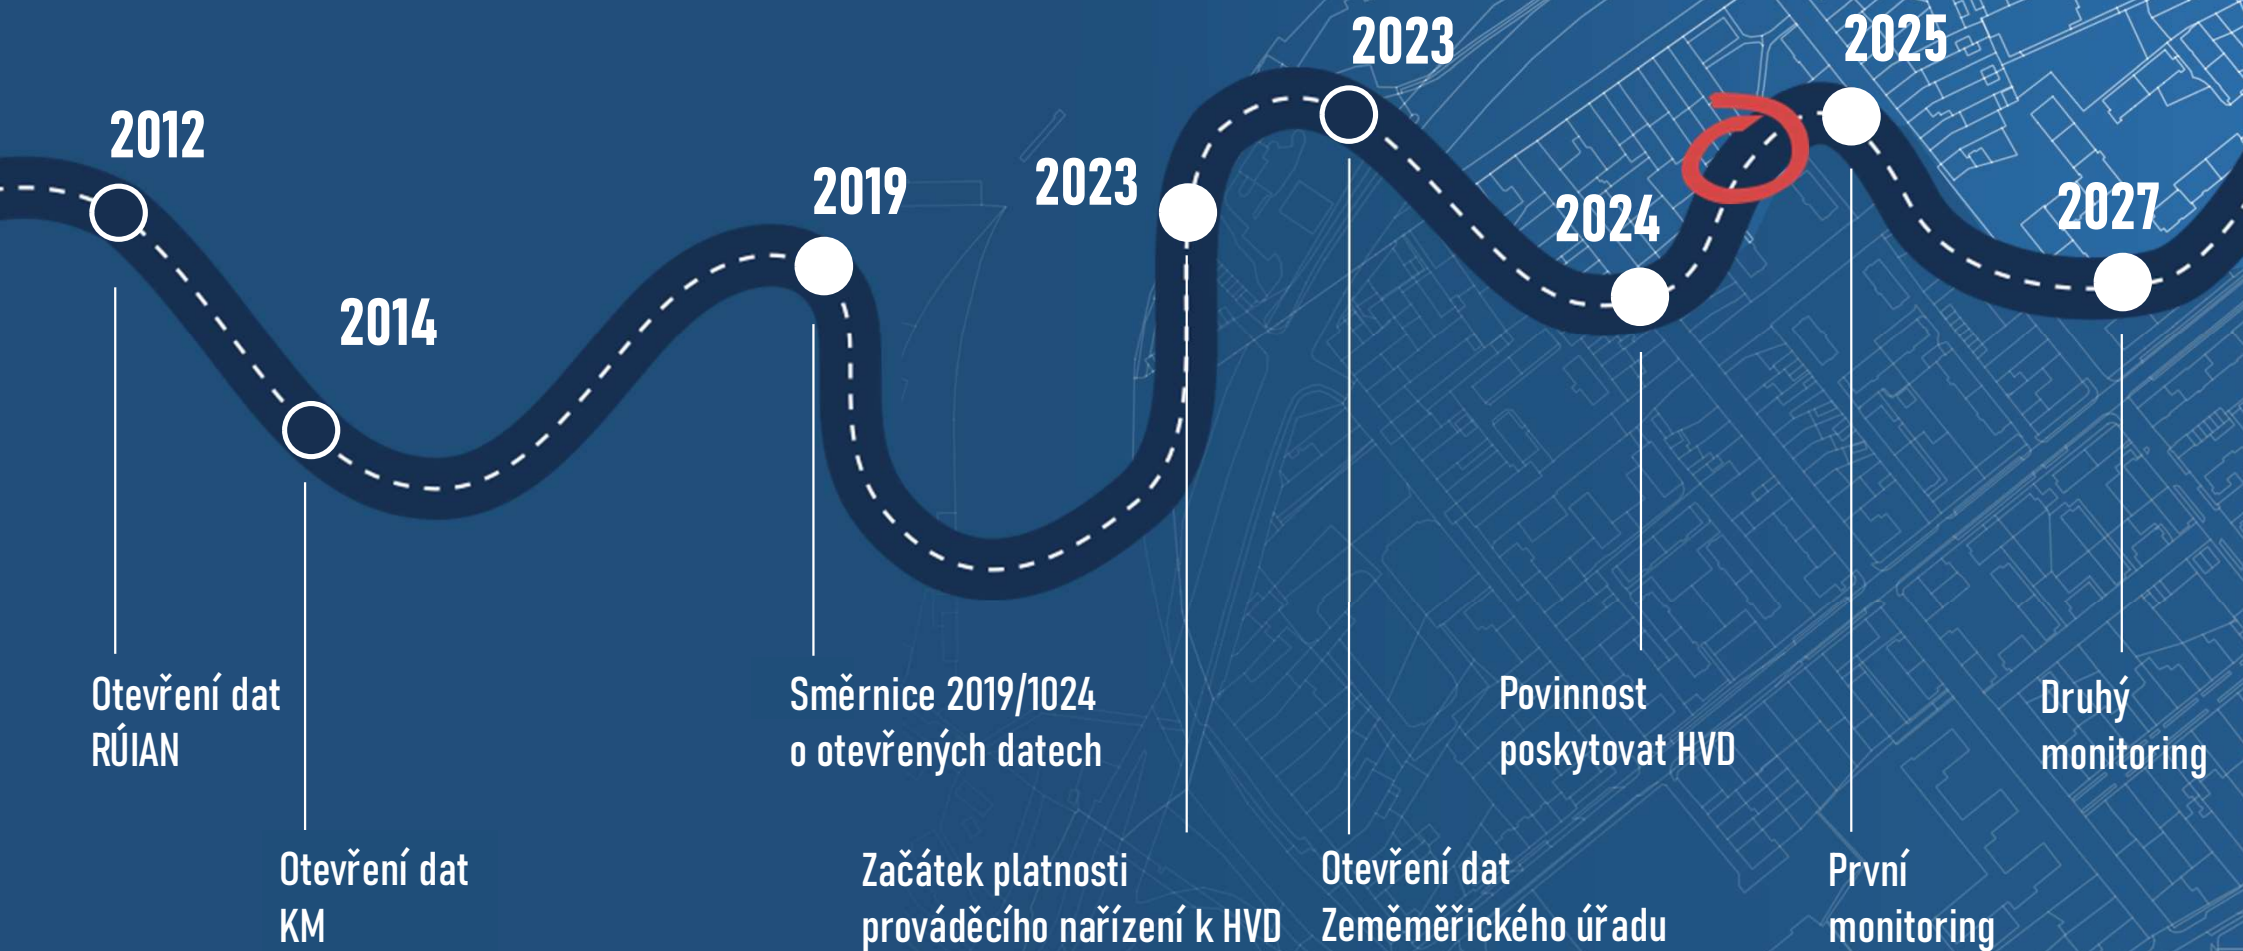 2012
Otevření dat
RÚIAN
2014
Otevření dat
KM
2019
Směrnice 2019/1024
o otevřených datech
2023
Začátek platnosti
prováděcího nařízení k HVD
2023
Otevření dat
Zeměměřického úřadu
2024
Povinnost
poskytovat HVD
2025
První
monitoring
2027
Druhý
monitoring